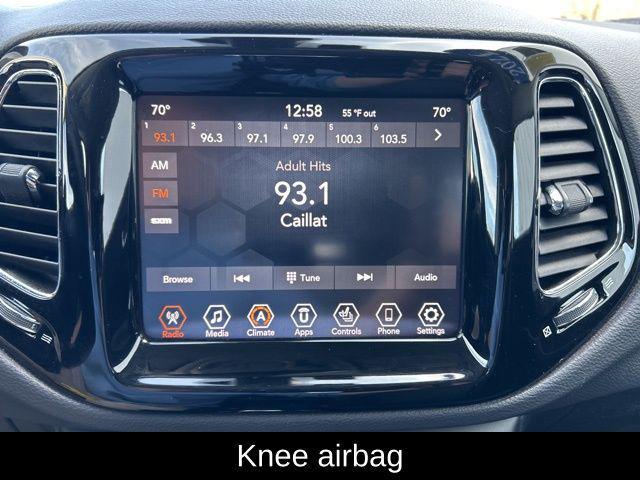 70° 12:58 55 °F out 70°
1 2 3 4 5 6
93.1 96.3 97.1 97.9 100.3 103.5
AM
FM
sxm
Adult Hits
93.1
Caillat
Browse Tune Audio
A
Radio Media Climate Apps Controls Phone Settings
Knee airbag